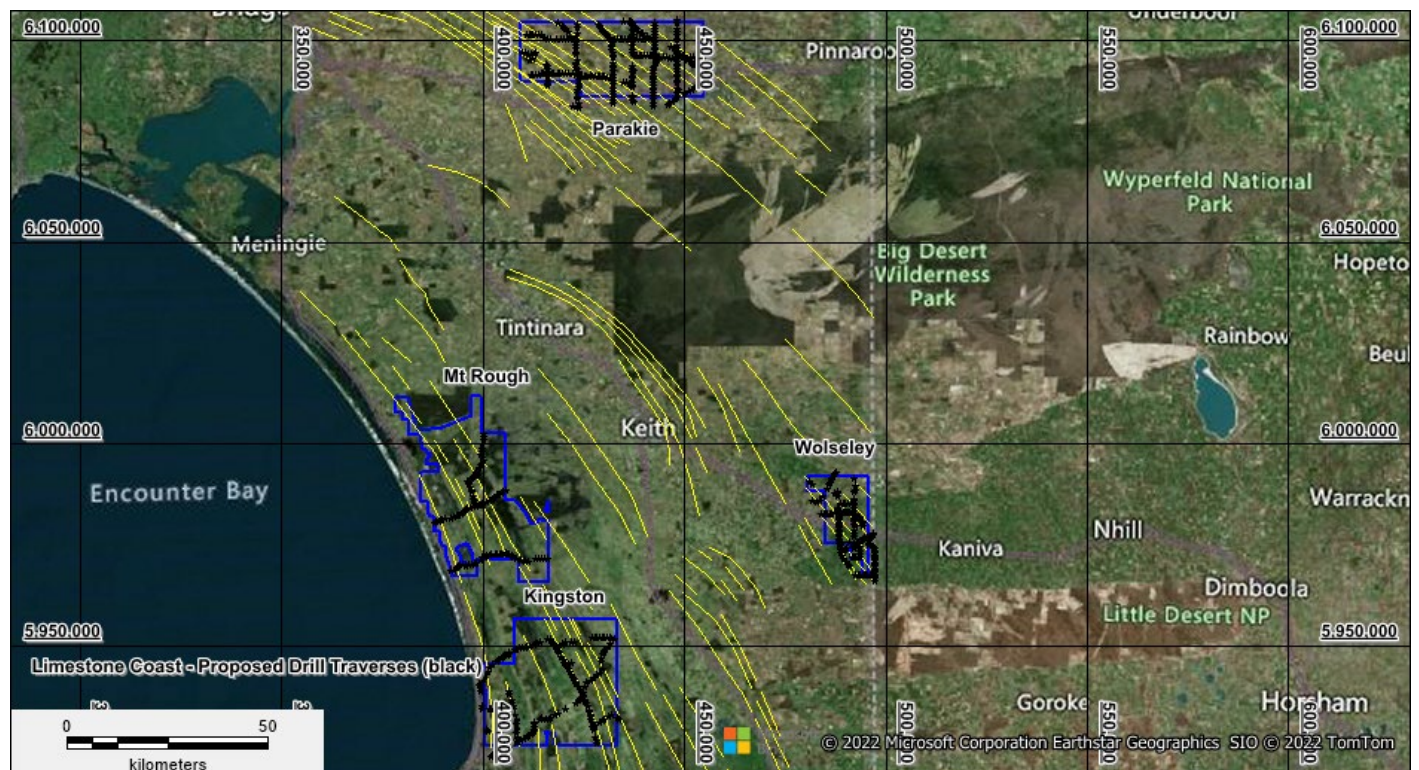 Underbool
6.100.000
350.000
400.000
450.000
Pinnaroo
500.000
550.000
600.000
6.100.000
Parakie
Wyperfeld National
Park
6.050.000
Meningie
6.050.000
Big Desert
Wilderness
Park
Hopeto
Tintinara
Rainbow
Beul
Mt Rough
6.000.000
Keith
Wolseley
6.000.000
Encounter Bay
Warrackn
Kaniva
Nhill
Kingston
Dimboola
Little Desert NP
5.950.000
5.950.000
Limestone Coast - Proposed Drill Traverses (black)
Goroke
Horsham
400.000
450.000
500.000
550.000
600.000
0 50
kilometers
© 2022 Microsoft Corporation Earthstar Geographics SIO © 2022 TomTom